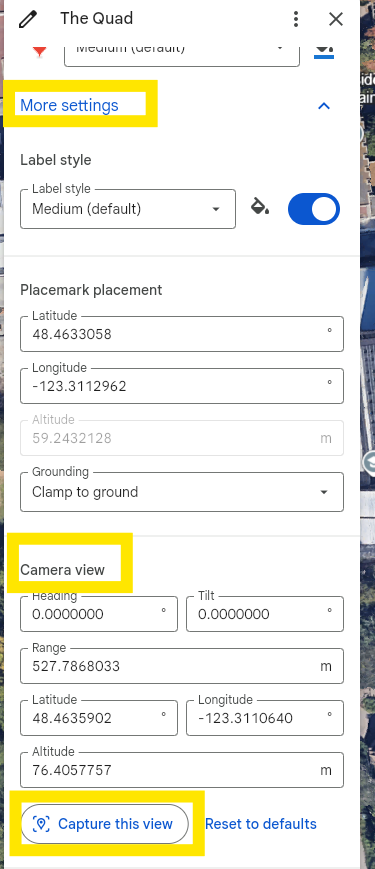 The Quad
Medium (default)
More settings
Label style
Label style
Medium (default)
Placemark placement
Latitude
48.4633058 °
Longitude
-123.3112962 °
Altitude
59.2432128 m
Grounding
Clamp to ground
Camera view
Heading Tilt
0.0000000 ° 0.0000000 °
Range
527.7868033 m
Latitude Longitude
48.4635902 ° -123.3110640 °
Altitude
76.4057757 m
Capture this view Reset to defaults